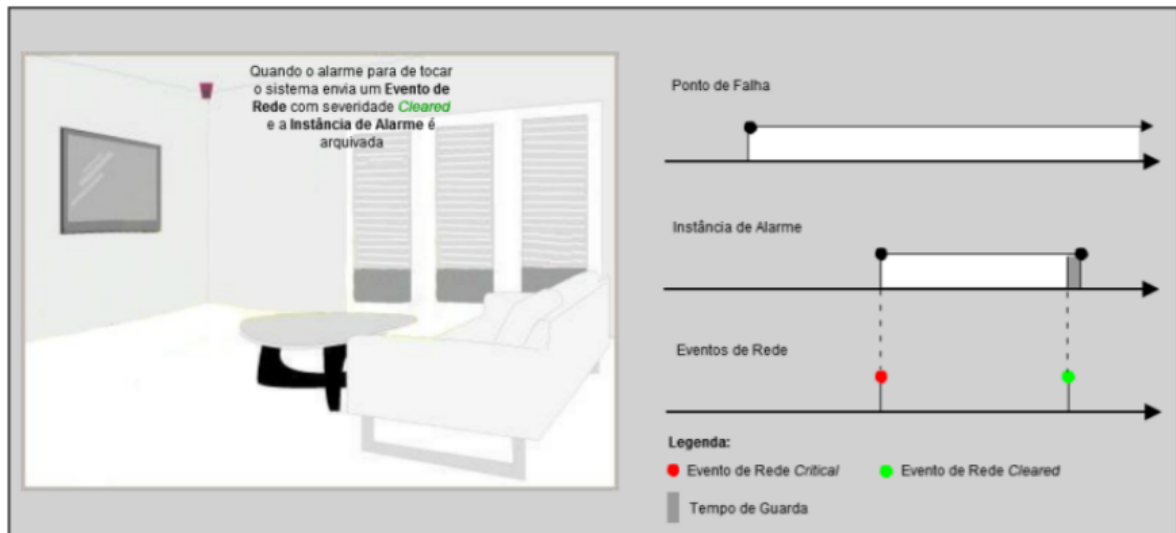 Quando o alarme para de tocar
o sistema envia um Evento de
Rede com severidade Cleared
e a Instância de Alarme é
arquivada
Ponto de Falha
Instância de Alarme
Eventos de Rede
Legenda:
Evento de Rede Critical
Evento de Rede Cleared
Tempo de Guarda